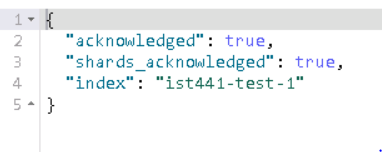 1 {
2 "acknowledged": true,
3 "shards_acknowledged": true,
4 "index": "ist441-test-1"
5 }